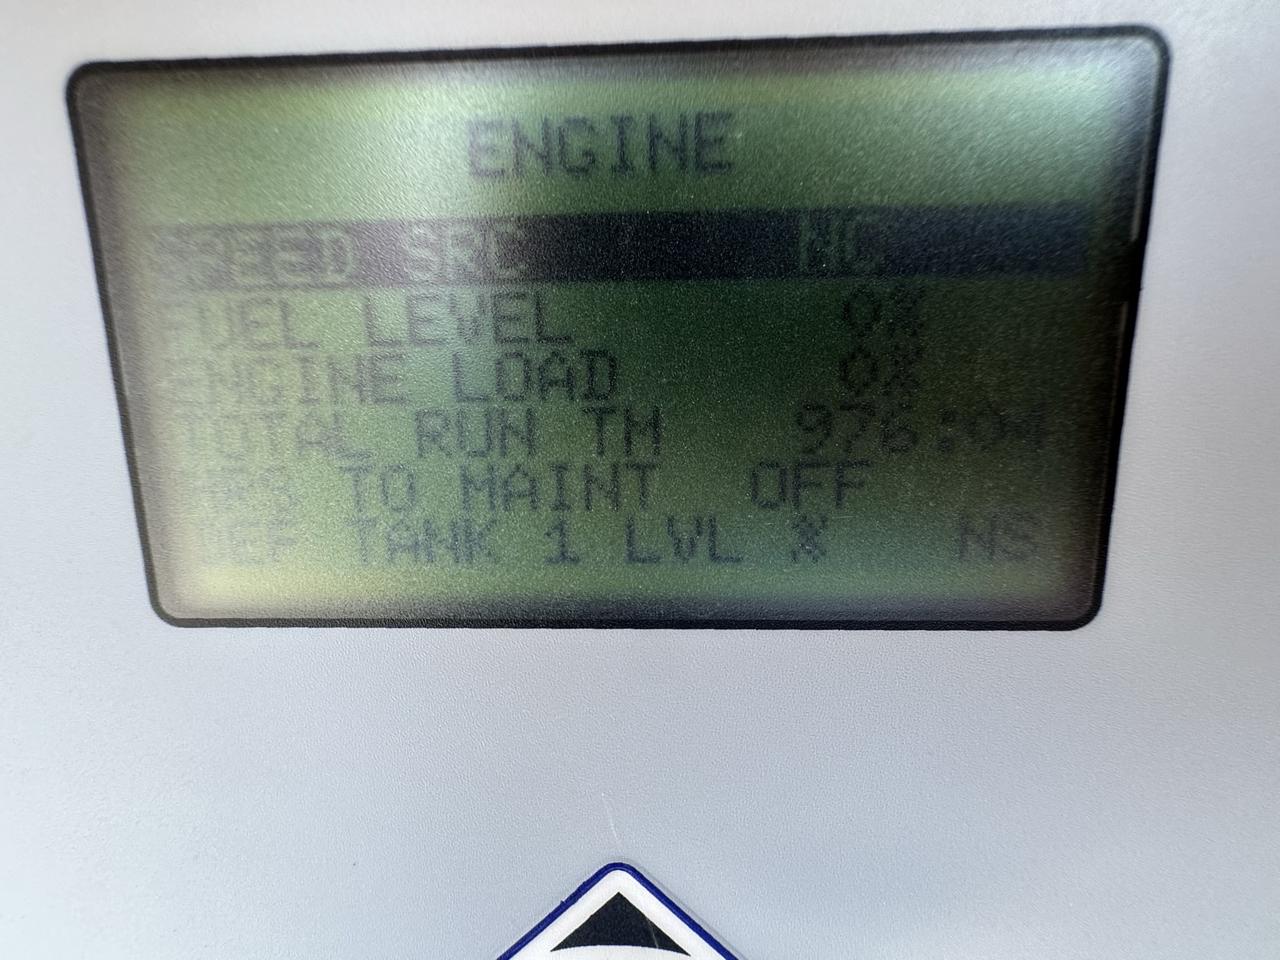 ENGINE
SPEED SRC NC
FUEL LEVEL 0%
ENGINE LOAD 0%
TOTAL RUN TM 976:04
HRS TO MAINT OFF
DEF TANK 1 LVL % NS